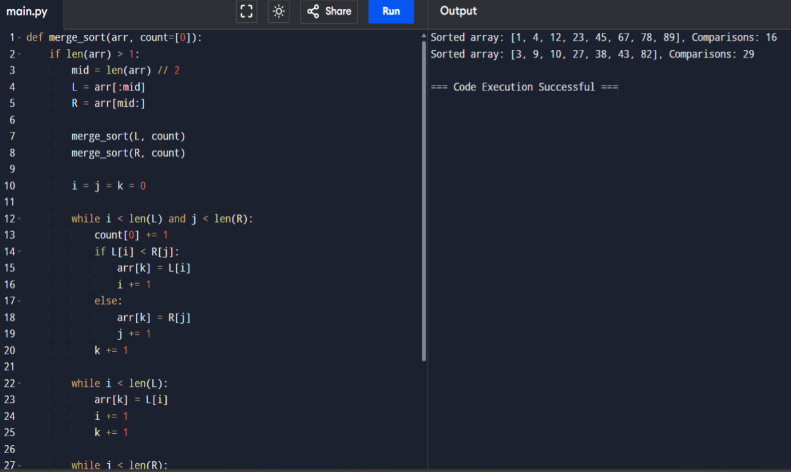 main.py
Share
Run
Output
1 def merge_sort(arr, count=[0]):
2 if len(arr) > 1:
3 mid = len(arr) // 2
4 L = arr[:mid]
5 R = arr[mid:]
6
7 merge_sort(L, count)
8 merge_sort(R, count)
9
10 i = j = k = 0
11
12 while i < len(L) and j < len(R):
13 count[0] += 1
14 if L[i] < R[j]:
15 arr[k] = L[i]
16 i += 1
17 else:
18 arr[k] = R[j]
19 j += 1
20 k += 1
21
22 while i < len(L):
23 arr[k] = L[i]
24 i += 1
25 k += 1
26
27 while j < len(R):
Sorted array: [1, 4, 12, 23, 45, 67, 78, 89], Comparisons: 16
Sorted array: [3, 9, 10, 27, 38, 43, 82], Comparisons: 29
=== Code Execution Successful ===